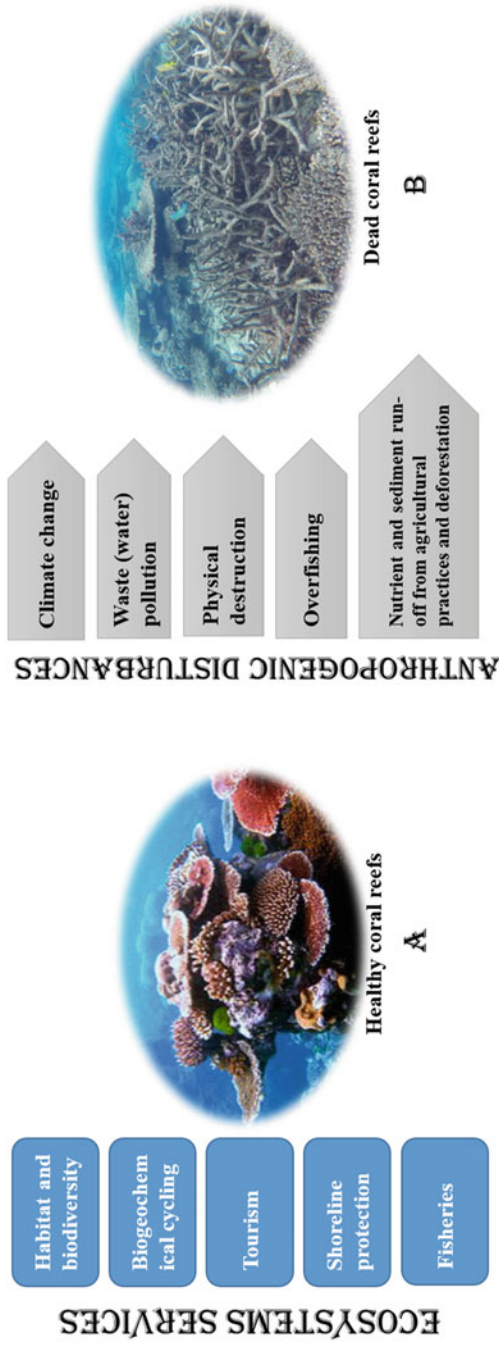 ECOSYSTEMS SERVICES
Habitat and
biodiversity
Biogeochem
ical cycling
Tourism
Shoreline
protection
Fisheries
Healthy coral reefs
A
ANTHROPOGENIC DISTURBANCES
Climate change
Waste (water)
pollution
Physical
destruction
Overfishing
Nutrient and sediment run-
off from agricultural
practices and deforestation
Dead coral reefs
B